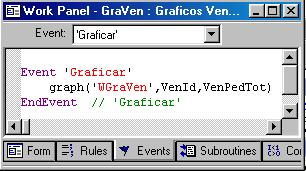 Work Panel - GraVen : Graficos Ven...
Event: 'Graficar'
Event 'Graficar'
graph('WGraVen',VenId,VenPedTot)
EndEvent // 'Graficar'
Form Rules Events Subroutines Con